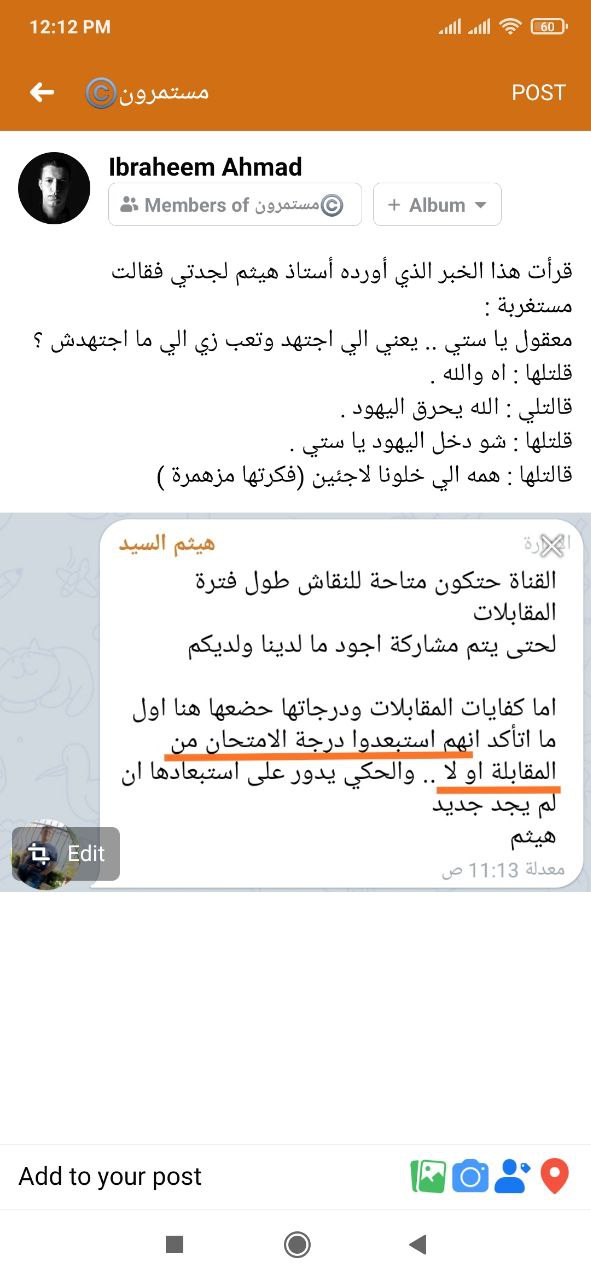 12:12 PM
60
مستمرون©
POST
Ibraheem Ahmad
Members of مستمرون©
+ Album
قرأت هذا الخبر الذي أورده أستاذ هيثم لجدتي فقالت
مستغربة :
معقول يا ستي .. يعني الي اجتهد وتعب زي الي ما اجتهدش ؟
قلتلها : اه والله .
قالتلي : الله يحرق اليهود .
قلتلها : شو دخل اليهود يا ستي .
قالتلها : همه الي خلونا لاجئين (فكرتها مزهمرة )
هيثم السيد
القناة حتكون متاحة للنقاش طول فترة
المقابلات
لحتى يتم مشاركة اجود ما لدينا ولديكم
اما كفايات المقابلات ودرجاتها حضعها هنا اول
ما اتأكد انهم استبعدوا درجة الامتحان من
المقابلة او لا .. والحكي يدور على استبعادها ان
لم يجد جديد
هيثم
معدلة 11:13 ص
Edit
Add to your post